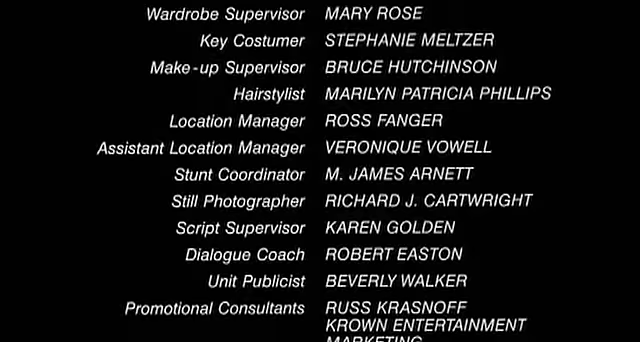 Wardrobe Supervisor MARY ROSE
Key Costumer STEPHANIE MELTZER
Make-up Supervisor BRUCE HUTCHINSON
Hairstylist MARILYN PATRICIA PHILLIPS
Location Manager ROSS FANGER
Assistant Location Manager VERONIQUE VOWELL
Stunt Coordinator M. JAMES ARNETT
Still Photographer RICHARD J. CARTWRIGHT
Script Supervisor KAREN GOLDEN
Dialogue Coach ROBERT EASTON
Unit Publicist BEVERLY WALKER
Promotional Consultants RUSS KRASNOFF
KROWN ENTERTAINMENT
MARKETING